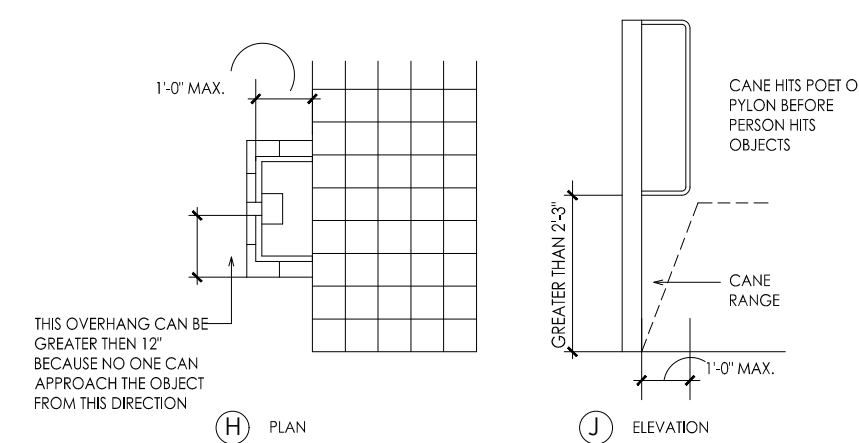 1'-0" MAX.
THIS OVERHANG CAN BE
GREATER THEN 12"
BECAUSE NO ONE CAN
APPROACH THE OBJECT
FROM THIS DIRECTION
H PLAN
CANE HITS POET O
PYLON BEFORE
PERSON HITS
OBJECTS
GREATER THAN 2'-3"
CANE
RANGE
1'-0" MAX.
J ELEVATION